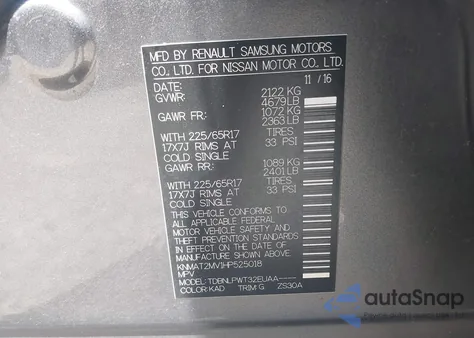 MFD BY RENAULT SAMSUNG MOTORS
CO., LTD. FOR NISSAN MOTOR CO., LTD.
DATE: 11 / 16
GVWR: 2122 KG
4679LB
GAWR FR: 1072 KG
2363LB
WITH 225/65R17 TIRES
17X7J RIMS AT 33 PSI
COLD SINGLE
GAWR RR: 1089 KG
2401LB
WITH 225/65R17 TIRES
17X7J RIMS AT 33 PSI
COLD SINGLE
THIS VEHICLE CONFORMS TO
ALL APPLICABLE FEDERAL
MOTOR VEHICLE SAFETY
STANDARDS IN EFFECT ON
THE DATE OF
MANUFACTURE SHOWN ABOVE.
KNMAT2MV1HP525018
MPV
MODEL: TDBNLPWT32EUAA----
COLOR: KAD TRIM: G ZS30A
autoSnap
VEHICLE HISTORY